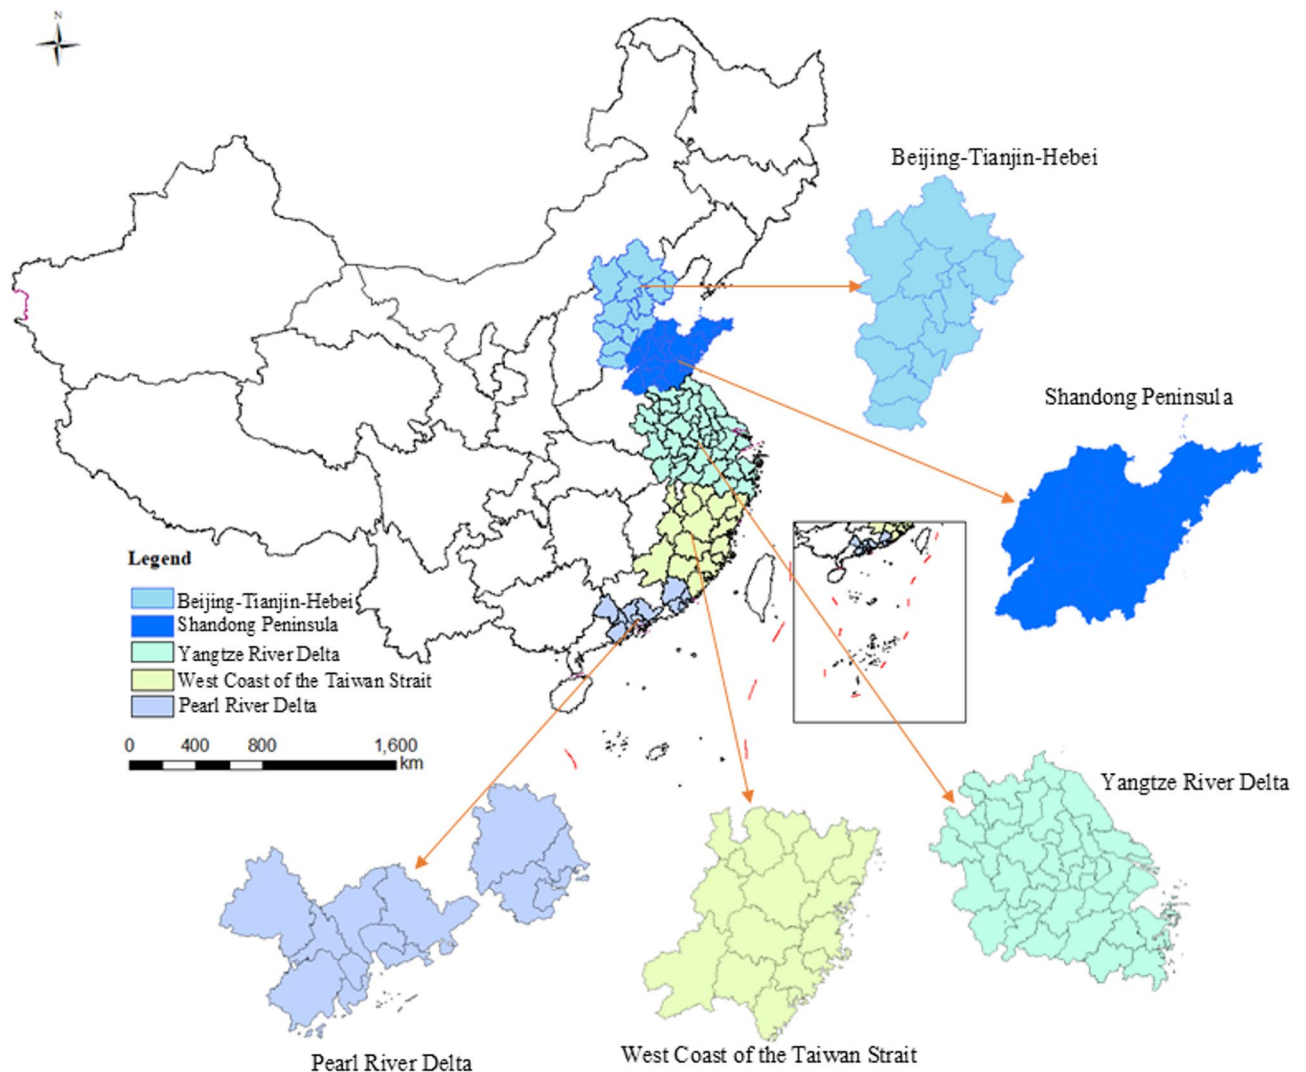 N
Beijing-Tianjin-Hebei
Shandong Peninsula
Legend
Beijing-Tianjin-Hebei
Shandong Peninsula
Yangtze River Delta
West Coast of the Taiwan Strait
Pearl River Delta
0 400 800 1,600
km
Yangtze River Delta
West Coast of the Taiwan Strait
Pearl River Delta